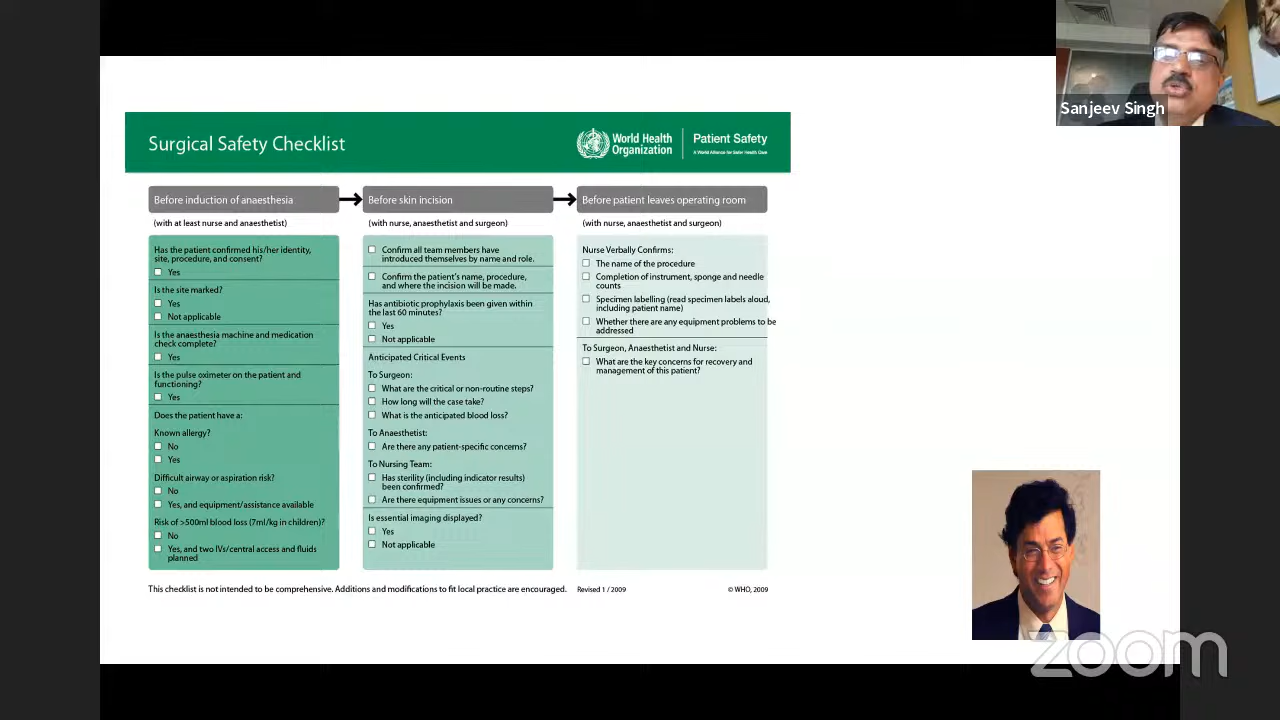 Sanjeev Singh
Surgical Safety Checklist
World Health
Organization
Patient Safety
A World Alliance for Safer Health Care
Before induction of anaesthesia
(with at least nurse and anaesthetist)
Has the patient confirmed his/her identity,
site, procedure, and consent?
Yes
Is the site marked?
Yes
Not applicable
Is the anaesthesia machine and medication
check complete?
Yes
Is the pulse oximeter on the patient and
functioning?
Yes
Does the patient have a:
Known allergy?
No
Yes
Difficult airway or aspiration risk?
No
Yes, and equipment/assistance available
Risk of >500ml blood loss (7ml/kg in children)?
No
Yes, and two IVs/central access and fluids
planned
Before skin incision
(with nurse, anaesthetist and surgeon)
Confirm all team members have
introduced themselves by name and role.
Confirm the patient's name, procedure,
and where the incision will be made.
Has antibiotic prophylaxis been given within
the last 60 minutes?
Yes
Not applicable
Anticipated Critical Events
To Surgeon:
What are the critical or non-routine steps?
How long will the case take?
What is the anticipated blood loss?
To Anaesthetist:
Are there any patient-specific concerns?
To Nursing Team:
Has sterility (including indicator results)
been confirmed?
Are there equipment issues or any concerns?
Is essential imaging displayed?
Yes
Not applicable
Before patient leaves operating room
(with nurse, anaesthetist and surgeon)
Nurse Verbally Confirms:
The name of the procedure
Completion of instrument, sponge and needle
counts
Specimen labelling (read specimen labels aloud,
including patient name)
Whether there are any equipment problems to be
addressed
To Surgeon, Anaesthetist and Nurse:
What are the key concerns for recovery and
management of this patient?
This checklist is not intended to be comprehensive. Additions and modifications to fit local practice are encouraged.
Revised 1 / 2009
© WHO, 2009
zoom